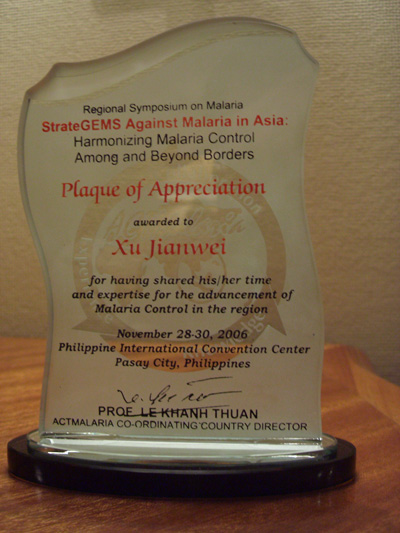 Regional Symposium on Malaria
StrateGEMS Against Malaria in Asia:
Harmonizing Malaria Control
Among and Beyond Borders
Plaque of Appreciation
awarded to
Xu Jianwei
for having shared his/her time
and expertise for the advancement of
Malaria Control in the region
November 28-30, 2006
Philippine International Convention Center
Pasay City, Philippines
PROF. LE KHANH THUAN
ACTMALARIA CO-ORDINATING COUNTRY DIRECTOR